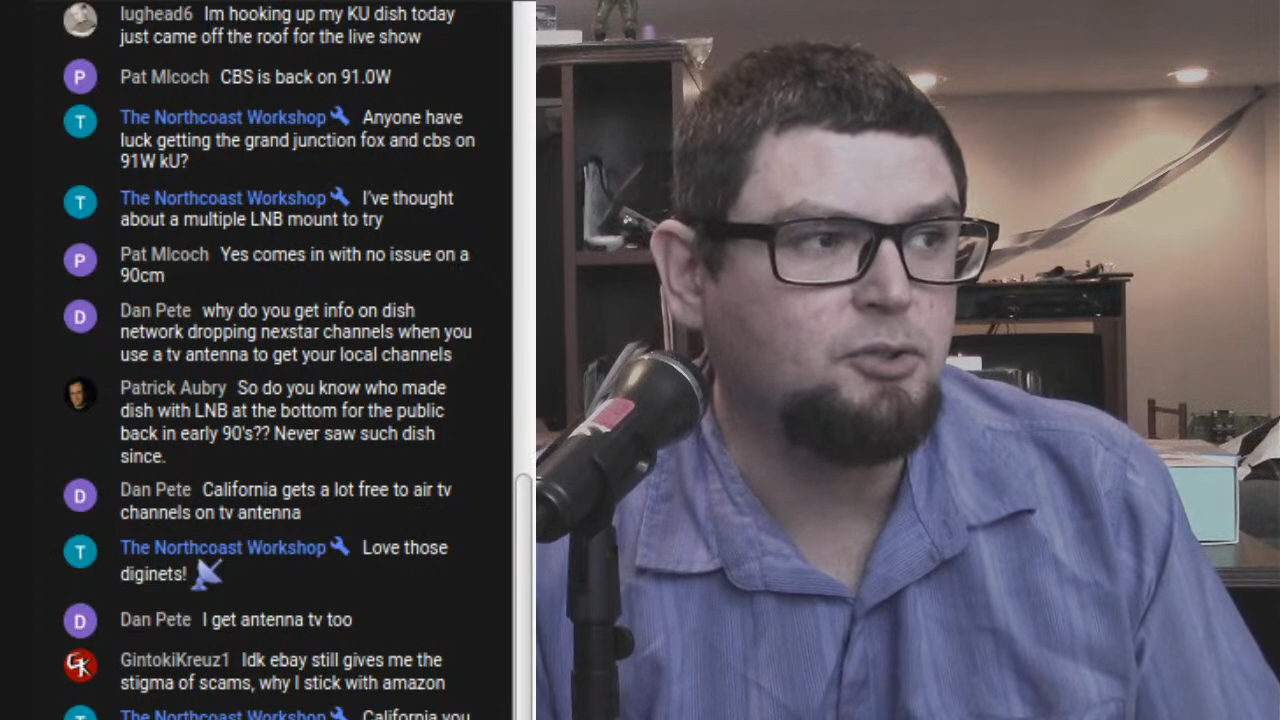 lughead6 Im hooking up my KU dish today
just came off the roof for the live show
P Pat Mlcoch CBS is back on 91.0W
T The Northcoast Workshop Anyone have
luck getting the grand junction fox and cbs on
91W kU?
T The Northcoast Workshop I've thought
about a multiple LNB mount to try
P Pat Mlcoch Yes comes in with no issue on a
90cm
D Dan Pete why do you get info on dish
network dropping nexstar channels when you
use a tv antenna to get your local channels
Patrick Aubry So do you know who made
dish with LNB at the bottom for the public
back in early 90's?? Never saw such dish
since.
D Dan Pete California gets a lot free to air tv
channels on tv antenna
T The Northcoast Workshop Love those
diginets!
D Dan Pete I get antenna tv too
GK GintokiKreuz1 Idk ebay still gives me the
stigma of scams, why I stick with amazon
T The Northcoast Workshop California you